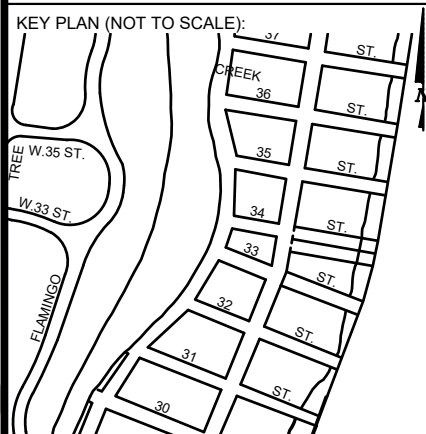 KEY PLAN (NOT TO SCALE):
37
ST.
CREEK
36
ST.
35
ST.
TREE
W.35 ST.
W.33 ST.
34
ST.
33
ST.
FLAMINGO
32
ST.
31
ST.
30
N